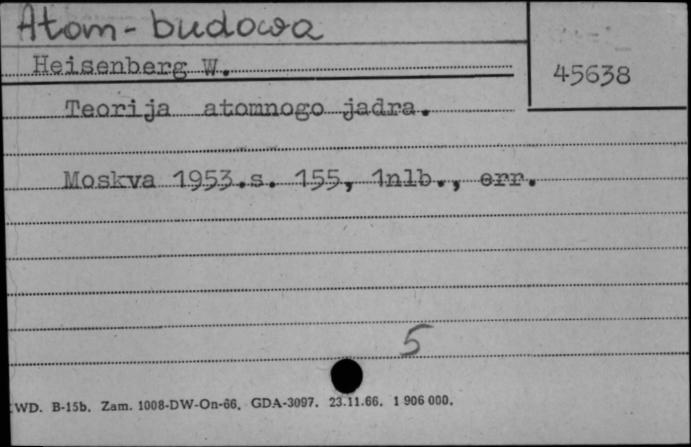 Atom - budowa
Heisenberg W.
45638
Teorija atomnogo jadra.
Moskva 1953.s. 155, 1nlb., err.
5
WD. B-15b. Zam. 1008-DW-On-66. GDA-3097. 23.11.66. 1 906 000.